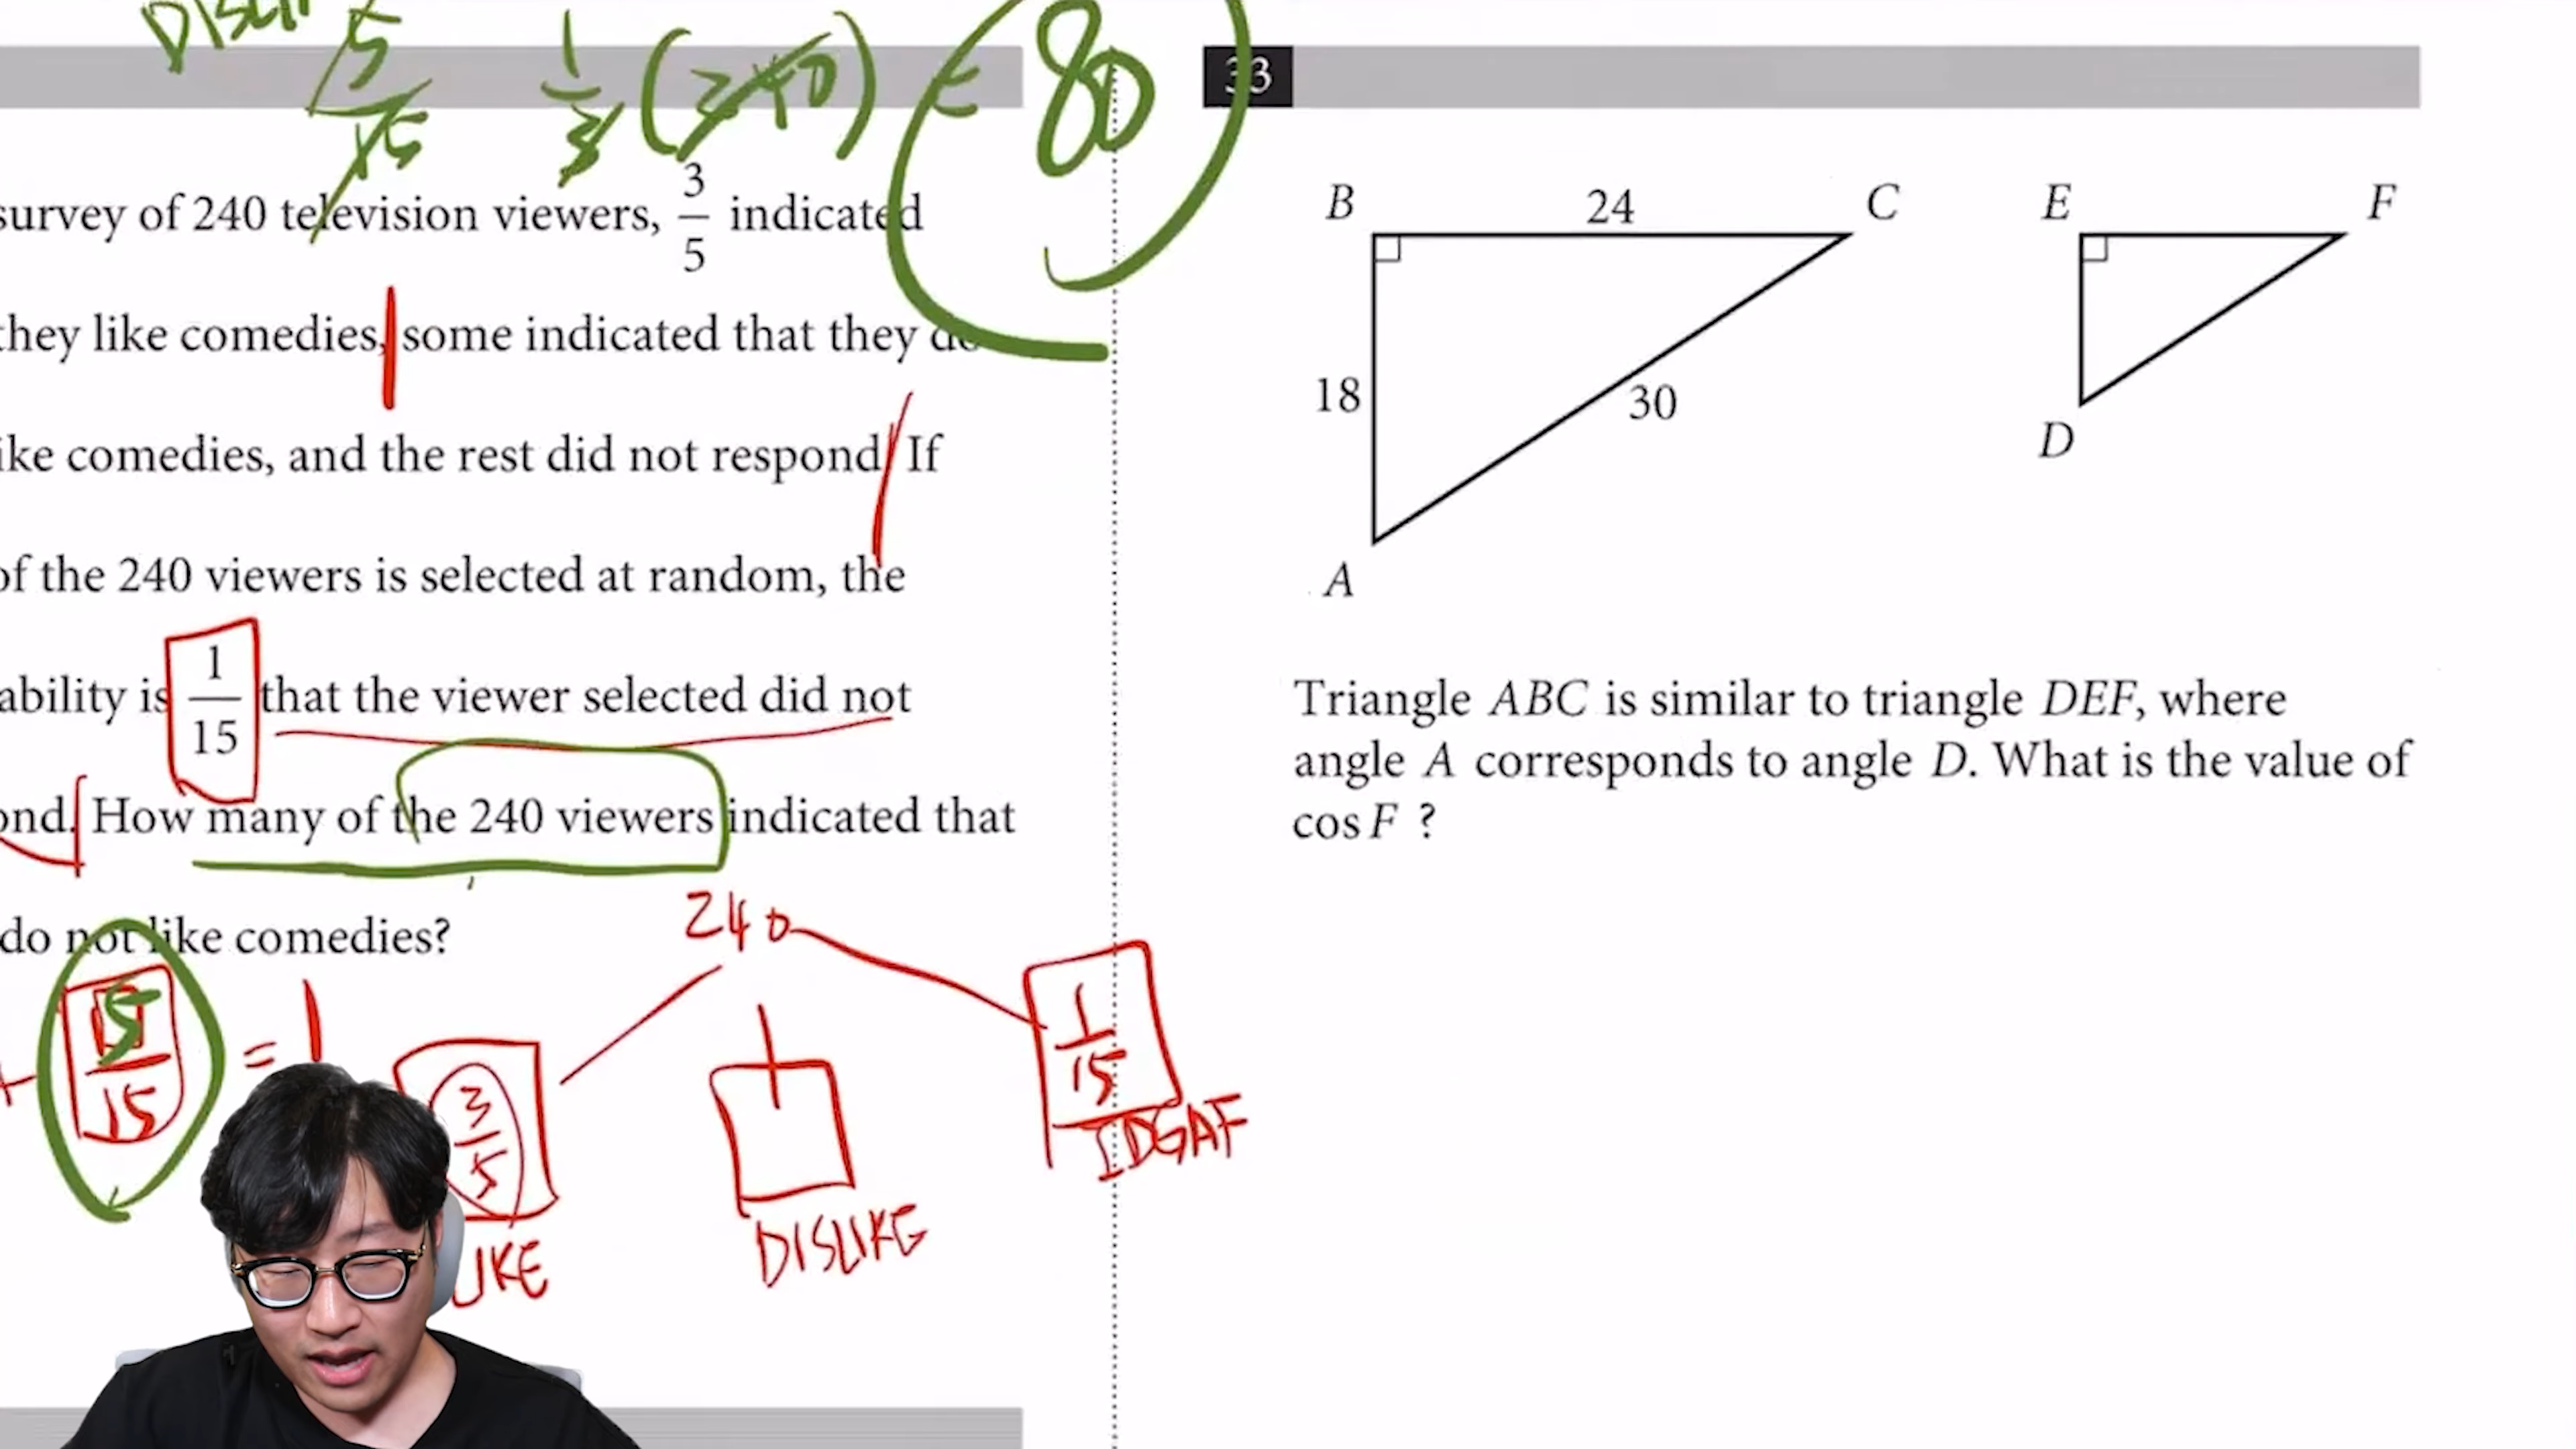 5
15
1
3
(240) = 80
33
survey of 240 television viewers, 3/5 indicated
they like comedies, some indicated that they do
ike comedies, and the rest did not respond. If
of the 240 viewers is selected at random, the
ability is 1/15 that the viewer selected did not
ond. How many of the 240 viewers indicated that
do not like comedies?
240
+ 5/15 = 1
3/5
1/15
IDGAF
DISLIKE
B 24 C
E F
18
30
D
A
Triangle ABC is similar to triangle DEF, where
angle A corresponds to angle D. What is the value of
cos F ?